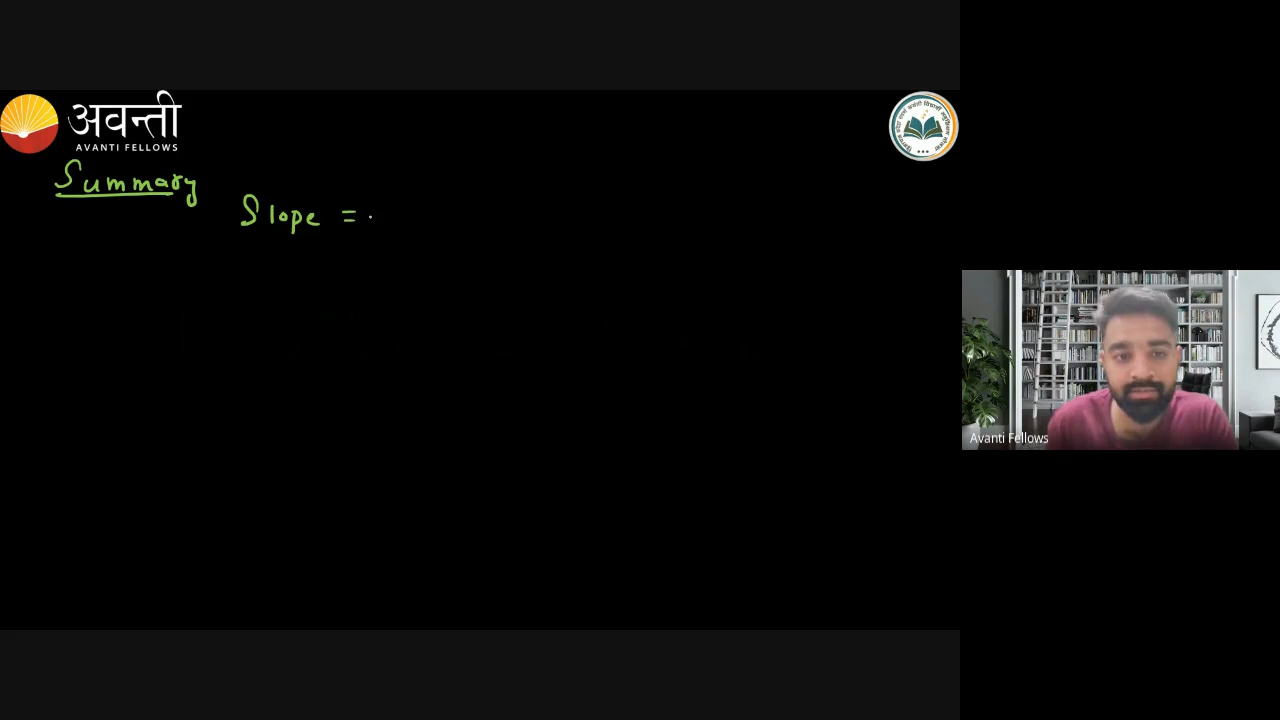 अवन्ती
AVANTI FELLOWS
Summary
Slope =
Avanti Fellows